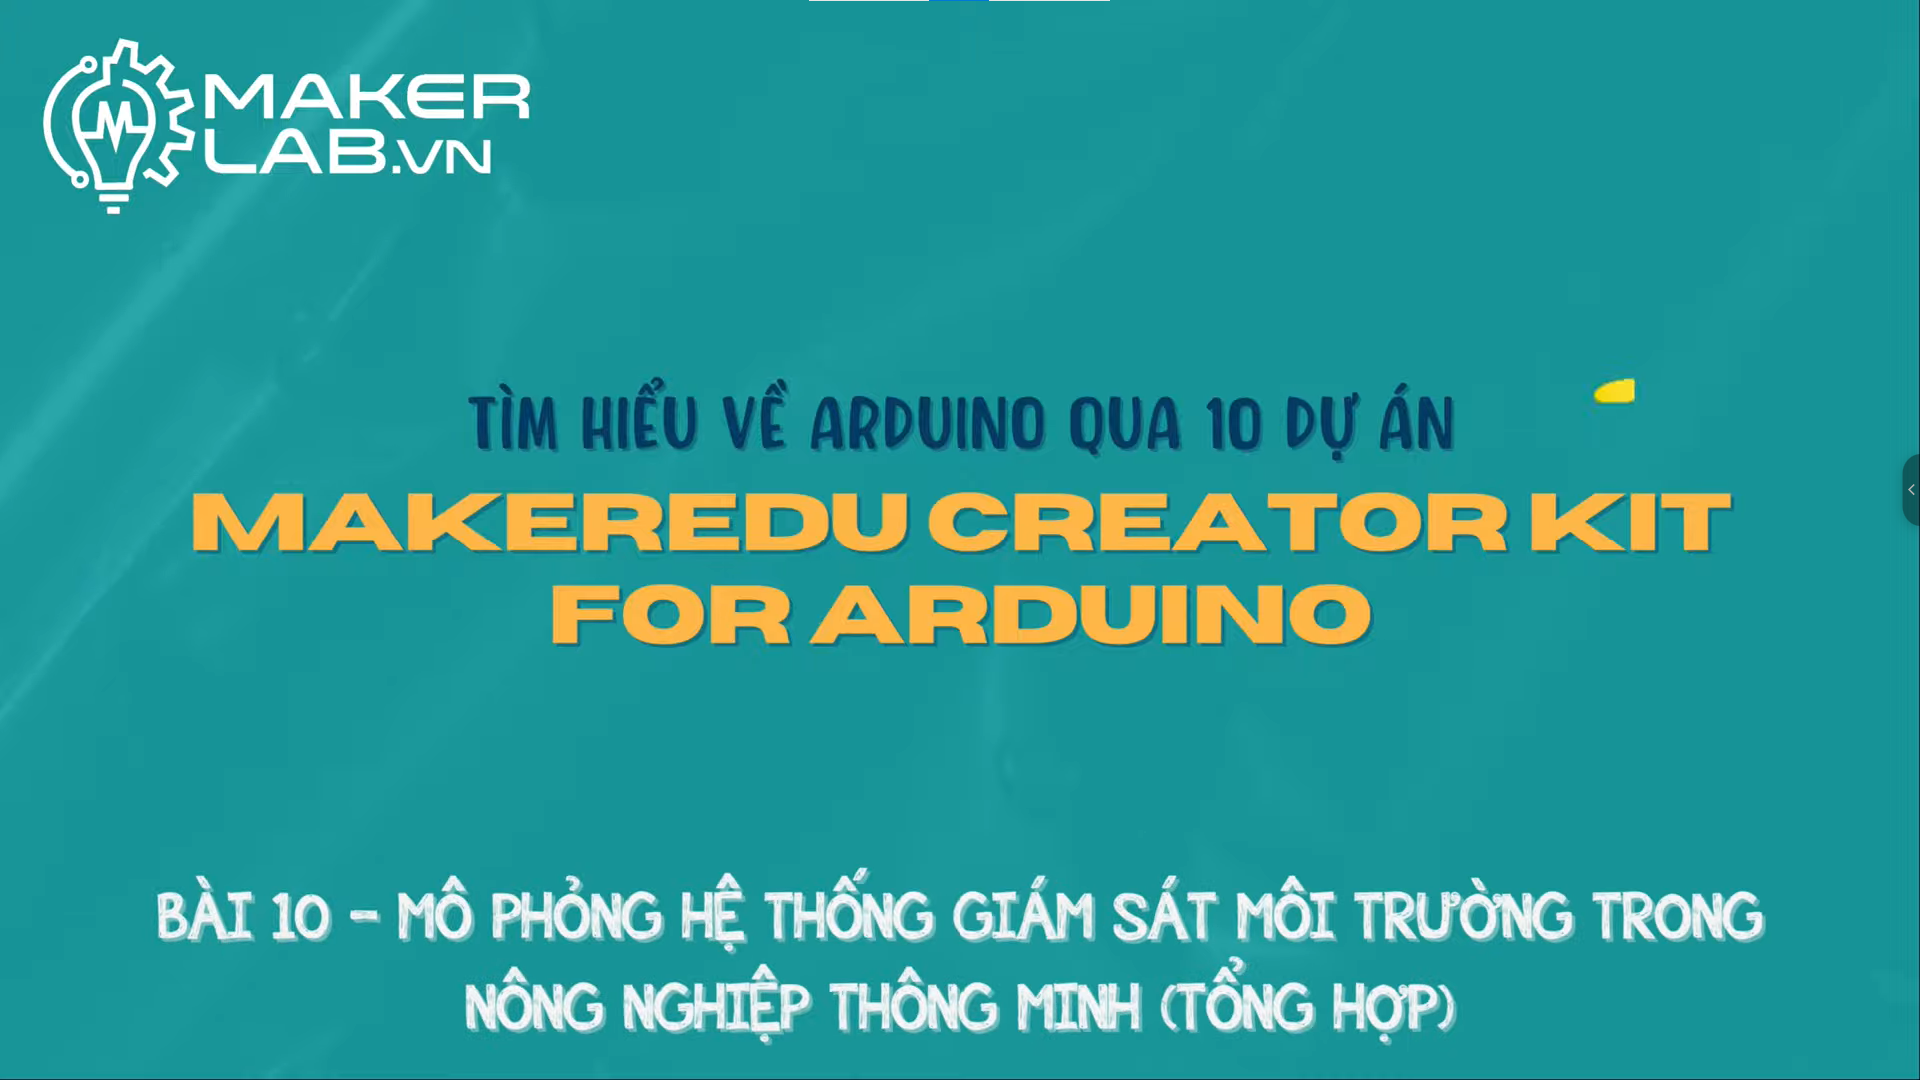 MAKER
LAB.VN
TÌM HIỂU VỀ ARDUINO QUA 10 DỰ ÁN
MAKEREDU CREATOR KIT
FOR ARDUINO
BÀI 10 - MÔ PHỎNG HỆ THỐNG GIÁM SÁT MÔI TRƯỜNG TRONG
NÔNG NGHIỆP THÔNG MINH (TỔNG HỢP)